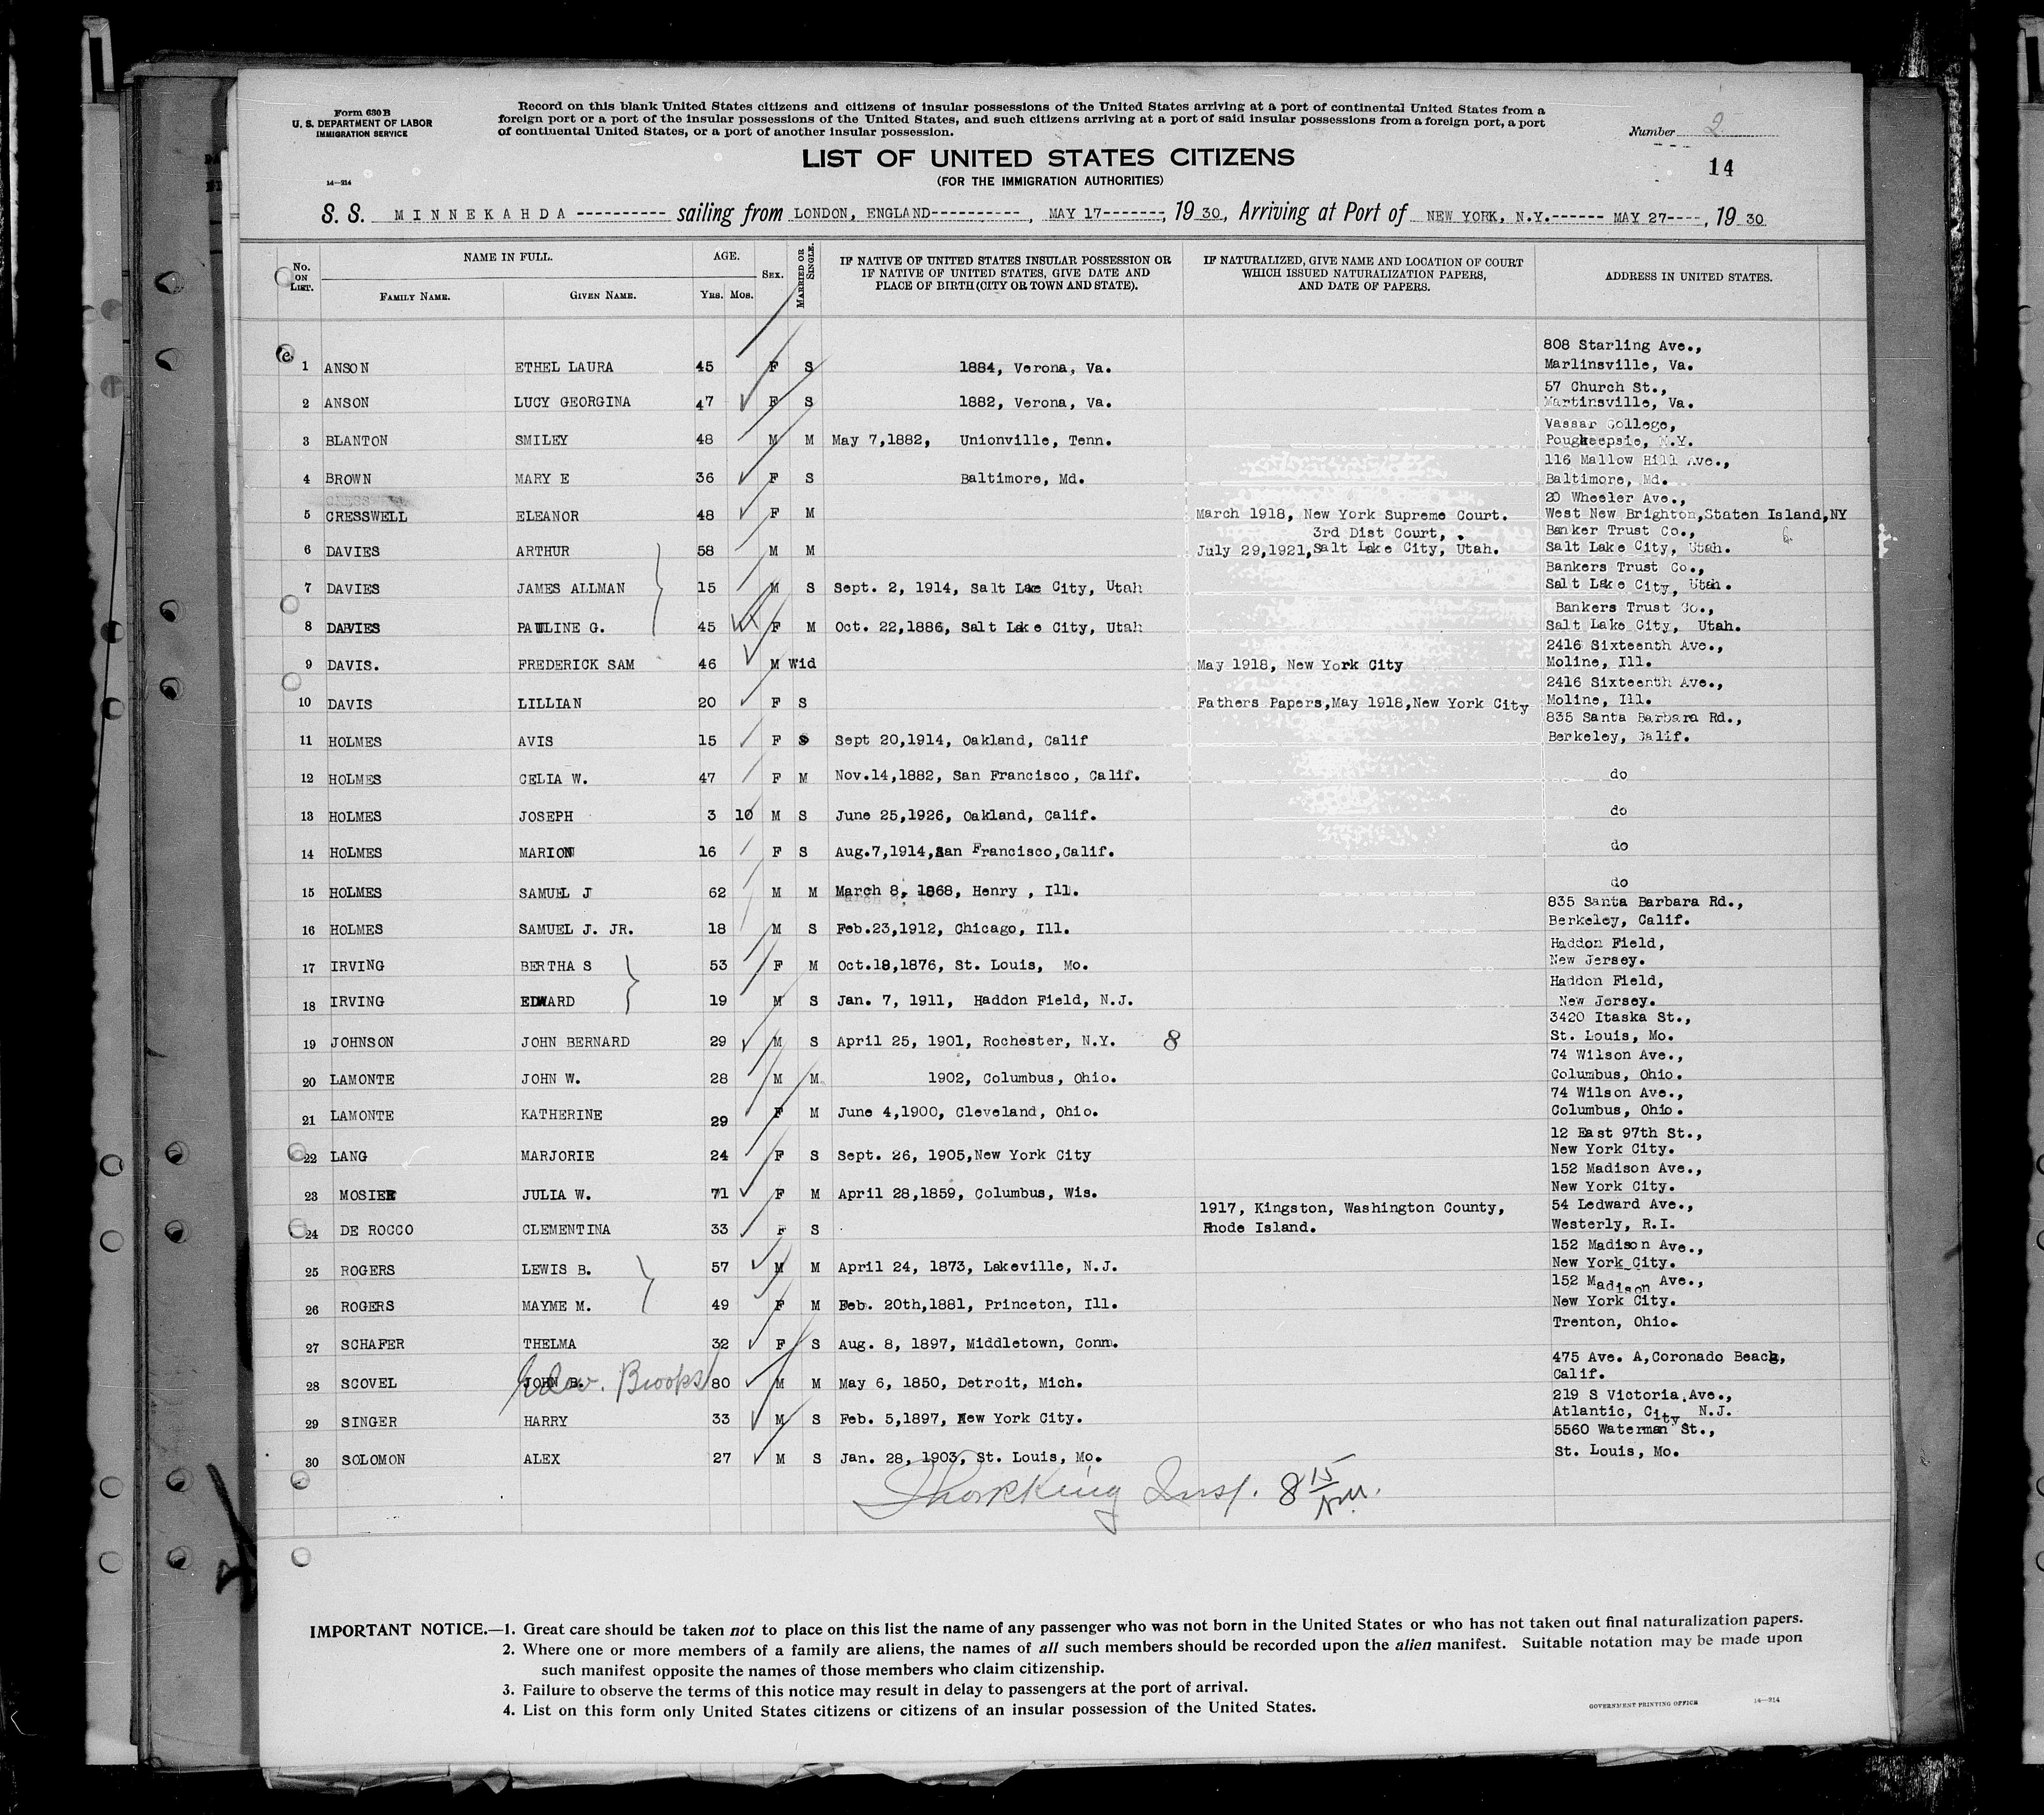 Form 630 B
U. S. DEPARTMENT OF LABOR
IMMIGRATION SERVICE
14—214
Record on this blank United States citizens and citizens of insular possessions of the United States arriving at a port of continental United States from a
foreign port or a port of the insular possessions of the United States, and such citizens arriving at a port of said insular possessions from a foreign port, a port
of continental United States, or a port of another insular possession.
Number 2
14
LIST OF UNITED STATES CITIZENS
(FOR THE IMMIGRATION AUTHORITIES)
S. S. MINNEKAHDA ---------- sailing from LONDON, ENGLAND----------, MAY 17-------, 19 30, Arriving at Port of NEW YORK, N.Y.------ MAY 27----, 19 30
No. ON LIST. NAME IN FULL. AGE. SEX. MARRIED OR SINGLE. IF NATIVE OF UNITED STATES INSULAR POSSESSION OR IF NATIVE OF UNITED STATES, GIVE DATE AND PLACE OF BIRTH (CITY OR TOWN AND STATE). IF NATURALIZED, GIVE NAME AND LOCATION OF COURT WHICH ISSUED NATURALIZATION PAPERS, AND DATE OF PAPERS. ADDRESS IN UNITED STATES.
FAMILY NAME. GIVEN NAME. YRS. MOS.
808 Starling Ave.,
1 ANSON ETHEL LAURA 45 F S 1884, Verona, Va. Marlinsville, Va.
57 Church St.,
2 ANSON LUCY GEORGINA 47 F S 1882, Verona, Va. Martinsville, Va.
Vassar College,
3 BLANTON SMILEY 48 M M May 7,1882, Unionville, Tenn. Pougkeepsie, N.Y.
116 Mallow Hill Ave.,
4 BROWN MARY E 36 F S Baltimore, Md. Baltimore, Md.
20 Wheeler Ave.,
5 CRESSWELL ELEANOR 48 F M March 1918, New York Supreme Court. West New Brighton,Staten Island,NY
3rd Dist Court, Banker Trust Co.,
6 DAVIES ARTHUR 58 M M July 29,1921,Salt Lake City, Utah. Salt Lake City, Utah.
Bankers Trust Co.,
7 DAVIES JAMES ALLMAN 15 M S Sept. 2, 1914, Salt Lake City, Utah Salt Lake City, Utah.
Bankers Trust Co.,
8 DAVIES PAULINE G. 45 F M Oct. 22,1886, Salt Lake City, Utah Salt Lake City, Utah.
2416 Sixteenth Ave.,
9 DAVIS. FREDERICK SAM 46 M Wid May 1918, New York City Moline, Ill.
2416 Sixteenth Ave.,
10 DAVIS LILLIAN 20 F S Fathers Papers,May 1918,New York City Moline, Ill.
835 Santa Barbara Rd.,
11 HOLMES AVIS 15 F S Sept 20,1914, Oakland, Calif Berkeley, Calif.
12 HOLMES CELIA W. 47 F M Nov.14,1882, San Francisco, Calif. do
13 HOLMES JOSEPH 3 10 M S June 25,1926, Oakland, Calif. do
14 HOLMES MARION 16 F S Aug.7,1914,San Francisco,Calif. do
15 HOLMES SAMUEL J 62 M M March 8, 1868, Henry , Ill. do
835 Santa Barbara Rd.,
16 HOLMES SAMUEL J. JR. 18 M S Feb.23,1912, Chicago, Ill. Berkeley, Calif.
Haddon Field,
17 IRVING BERTHA S 53 F M Oct.18,1876, St. Louis, Mo. New Jersey.
Haddon Field,
18 IRVING EDWARD 19 M S Jan. 7, 1911, Haddon Field, N.J. New Jersey.
3420 Itaska St.,
19 JOHNSON JOHN BERNARD 29 M S April 25, 1901, Rochester, N.Y. 8 St. Louis, Mo.
74 Wilson Ave.,
20 LAMONTE JOHN W. 28 M M 1902, Columbus, Ohio. Columbus, Ohio.
74 Wilson Ave.,
21 LAMONTE KATHERINE 29 F M June 4,1900, Cleveland, Ohio. Columbus, Ohio.
12 East 97th St.,
22 LANG MARJORIE 24 F S Sept. 26, 1905,New York City New York City.
152 Madison Ave.,
23 MOSIER JULIA W. 71 F M April 28,1859, Columbus, Wis. New York City.
1917, Kingston, Washington County, 54 Ledward Ave.,
24 DE ROCCO CLEMENTINA 33 F S Rhode Island. Westerly, R.I.
152 Madison Ave.,
25 ROGERS LEWIS B. 57 M M April 24, 1873, Lakeville, N.J. New York City.
152 Madison Ave.,
26 ROGERS MAYME M. 49 F M Feb. 20th,1881, Princeton, Ill. New York City.
Trenton, Ohio.
27 SCHAFER THELMA 32 F S Aug. 8, 1897, Middletown, Conn.
475 Ave. A,Coronado Beach,
28 SCOVEL JOHN B. Edw. Brooks 80 M M May 6, 1850, Detroit, Mich. Calif.
219 S Victoria Ave.,
29 SINGER HARRY 33 M S Feb. 5,1897, New York City. Atlantic, City N.J.
5560 Waterman St.,
30 SOLOMON ALEX 27 M S Jan. 28, 1903, St. Louis, Mo. St. Louis, Mo.
Insp. 8 15
IMPORTANT NOTICE.—1. Great care should be taken not to place on this list the name of any passenger who was not born in the United States or who has not taken out final naturalization papers.
2. Where one or more members of a family are aliens, the names of all such members should be recorded upon the alien manifest. Suitable notation may be made upon
such manifest opposite the names of those members who claim citizenship.
3. Failure to observe the terms of this notice may result in delay to passengers at the port of arrival.
4. List on this form only United States citizens or citizens of an insular possession of the United States.
GOVERNMENT PRINTING OFFICE 14—214